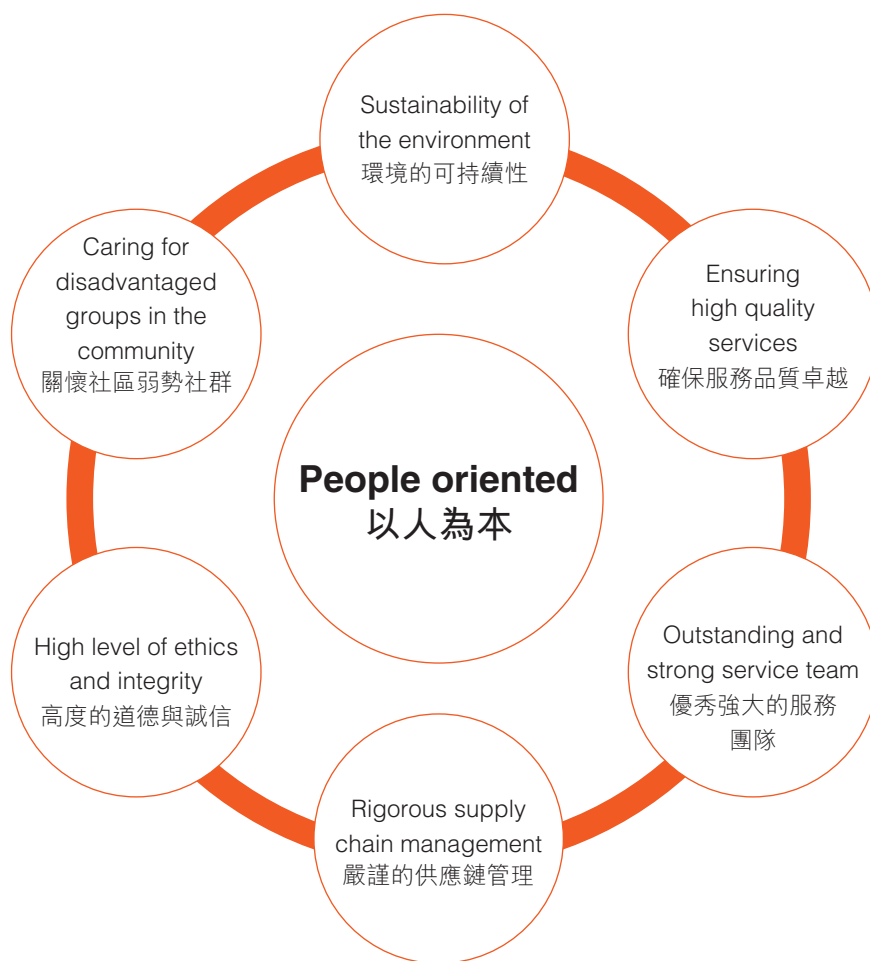 Sustainability of
the environment
環境的可持續性
Caring for
disadvantaged
groups in the
community
關懷社區弱勢社群
Ensuring
high quality
services
確保服務品質卓越
People oriented
以人為本
High level of ethics
and integrity
高度的道德與誠信
Outstanding and
strong service team
優秀強大的服務
團隊
Rigorous supply
chain management
嚴謹的供應鏈管理